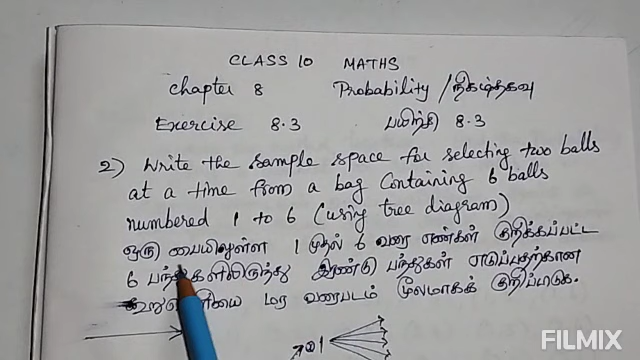 CLASS 10 MATHS
Chapter 8 Probability / நிகழ்தகவு
Exercise 8.3 பயிற்சி 8.3
2) Write the sample space for selecting two balls
at a time from a bag containing 6 balls
numbered 1 to 6 (using tree diagram)
ஒரு பையிலுள்ள 1 முதல் 6 வரை எண்கள் குறிக்கப்பட்ட
6 பந்துகளிலிருந்து இரண்டு பந்துகள் எடுப்பதற்கான
மர வரைபடம் மூலமாகக் குறிப்பிடுக.
1
FILMIX